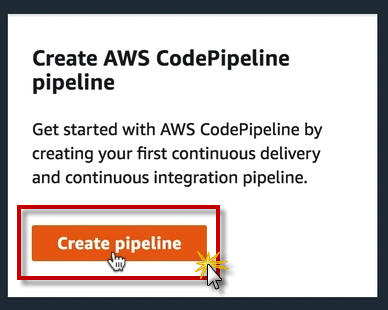 Create AWS CodePipeline
pipeline
Get started with AWS CodePipeline by
creating your first continuous delivery
and continuous integration pipeline.
Create pipeline